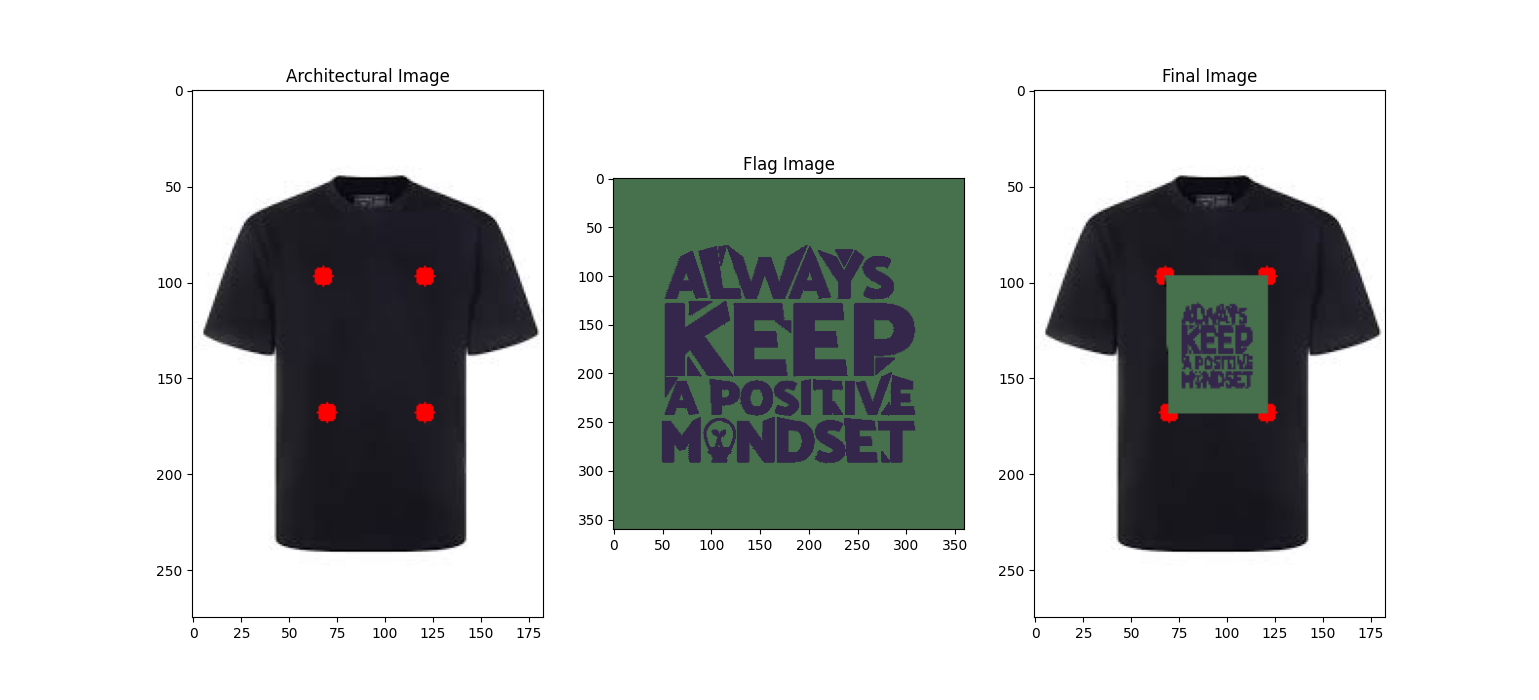 Architectural Image
0
50
100
150
200
250
0 25 50 75 100 125 150 175
Flag Image
0
50
100
150
200
250
300
350
0 50 100 150 200 250 300 350
ALWAYS
KEEP
A POSITIVE
MINDSET
Final Image
0
50
100
150
200
250
0 25 50 75 100 125 150 175
ALWAYS
KEEP
A POSITIVE
MINDSET